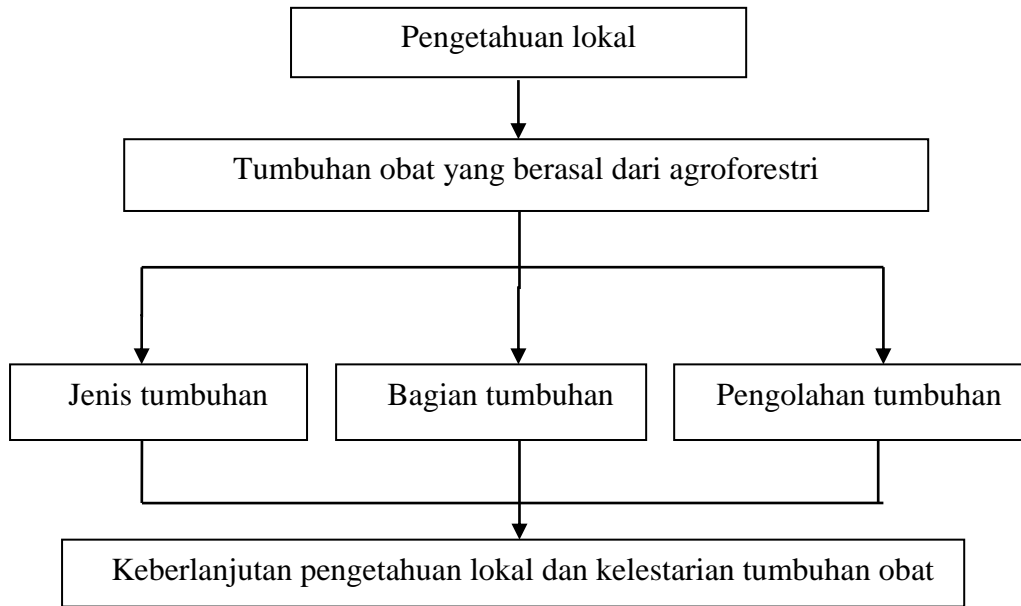 Pengetahuan lokal
Tumbuhan obat yang berasal dari agroforestri
Jenis tumbuhan
Bagian tumbuhan
Pengolahan tumbuhan
Keberlanjutan pengetahuan lokal dan kelestarian tumbuhan obat